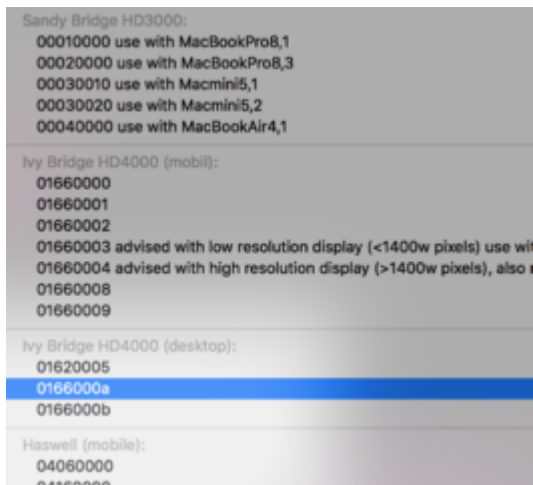 Sandy Bridge HD3000:
00010000 use with MacBookPro8,1
00020000 use with MacBookPro8,3
00030010 use with Macmini5,1
00030020 use with Macmini5,2
00040000 use with MacBookAir4,1
Ivy Bridge HD4000 (mobil):
01660000
01660001
01660002
01660003 advised with low resolution display (<1400w pixels) use wit
01660004 advised with high resolution display (>1400w pixels), also
01660008
01660009
Ivy Bridge HD4000 (desktop):
01620005
0166000a
0166000b
Haswell (mobile):
04060000